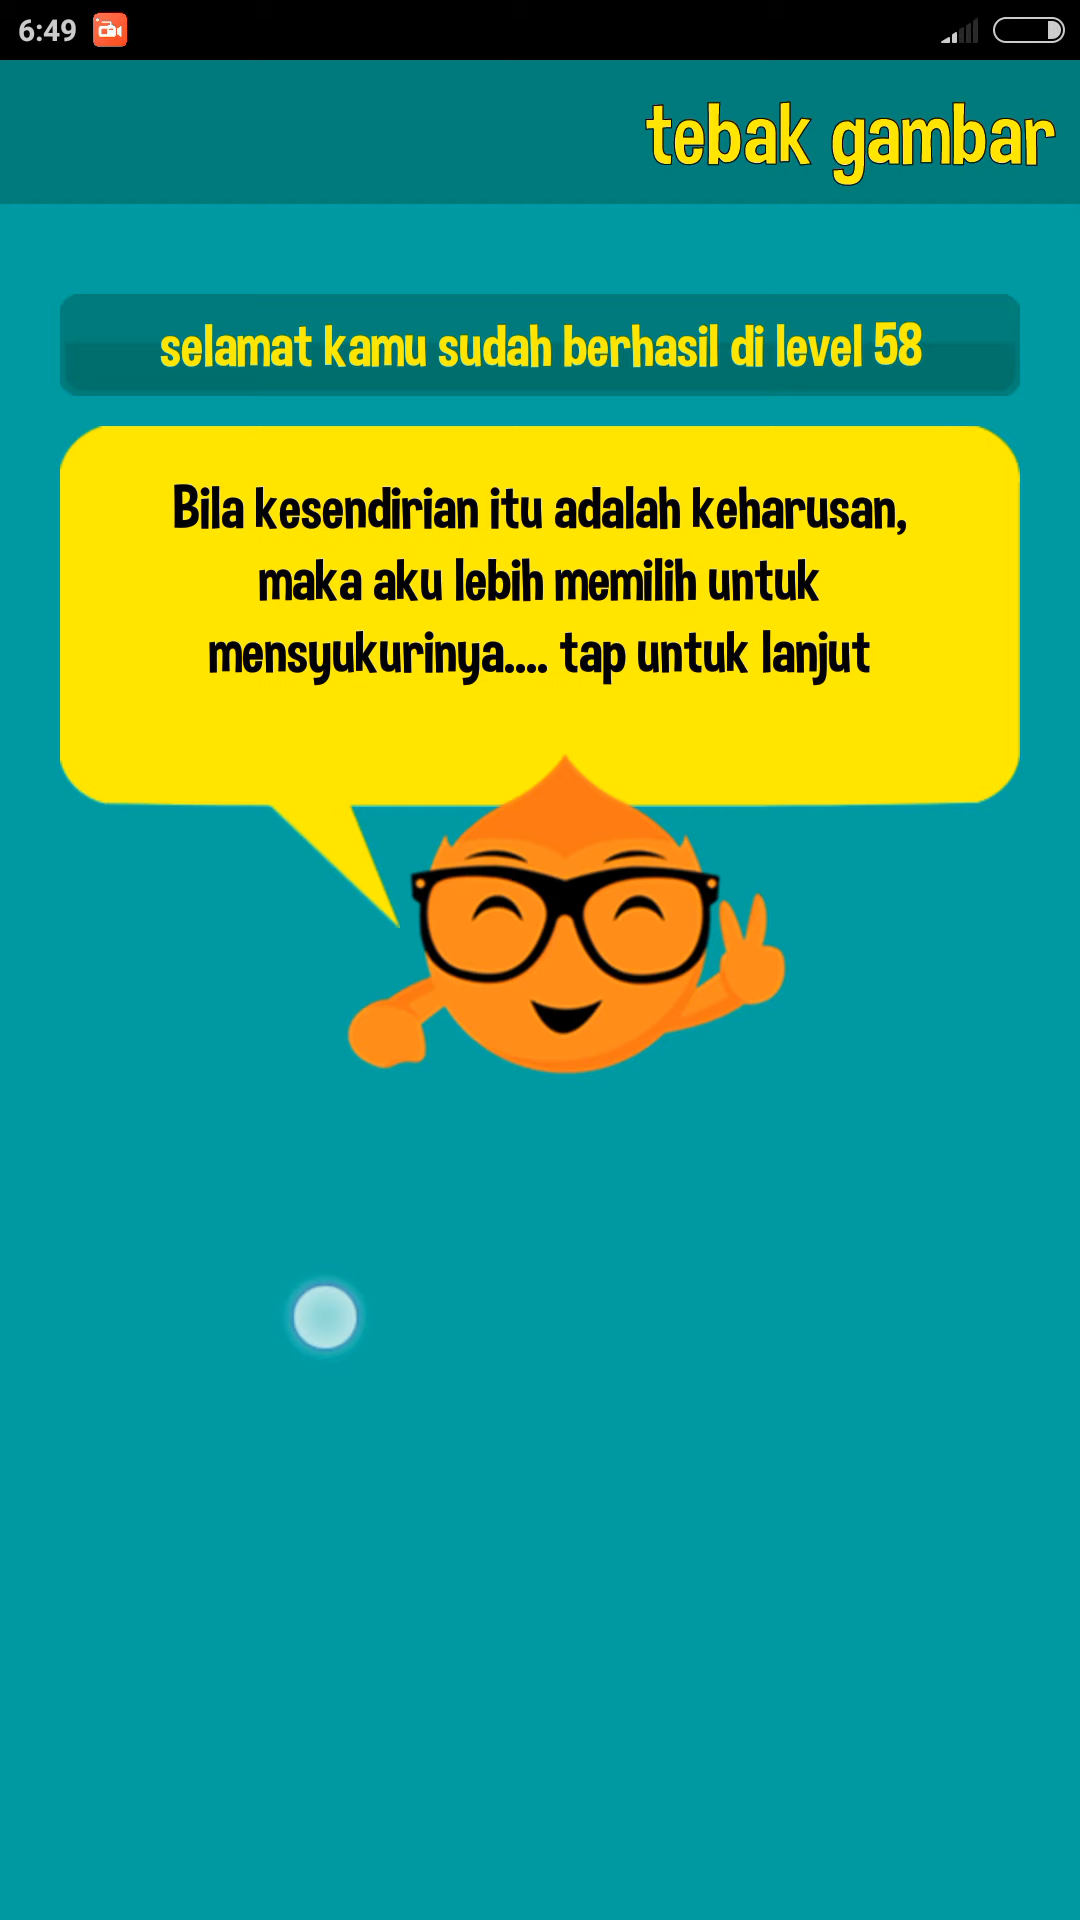 6:49
tebak gambar
selamat kamu sudah berhasil di level 58
Bila kesendirian itu adalah keharusan,
maka aku lebih memilih untuk
mensyukurinya.... tap untuk lanjut